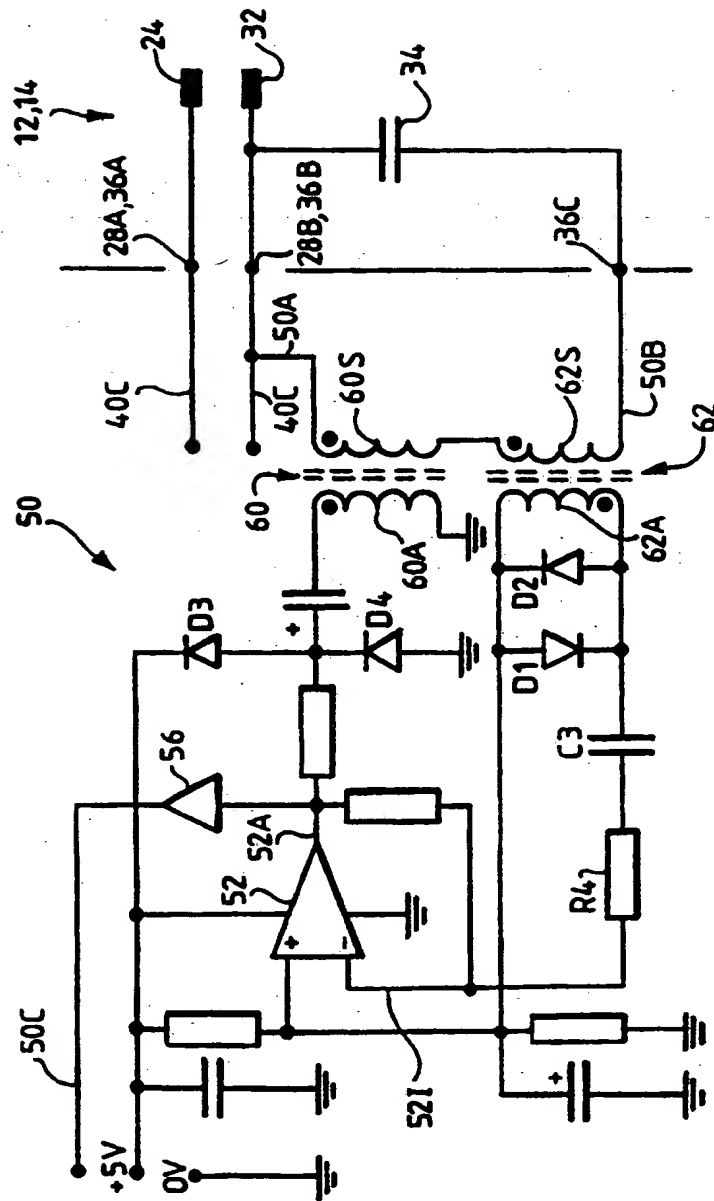 12,14
24
32
34
28A,36A
28B,36B
36C
40C
40C
50A
50B
60S
62S
62
60
60A
62A
50
D3
D4
D2
D1
C3
R4
56
52A
52
+
-
+
+
52I
50C
+5V
0V